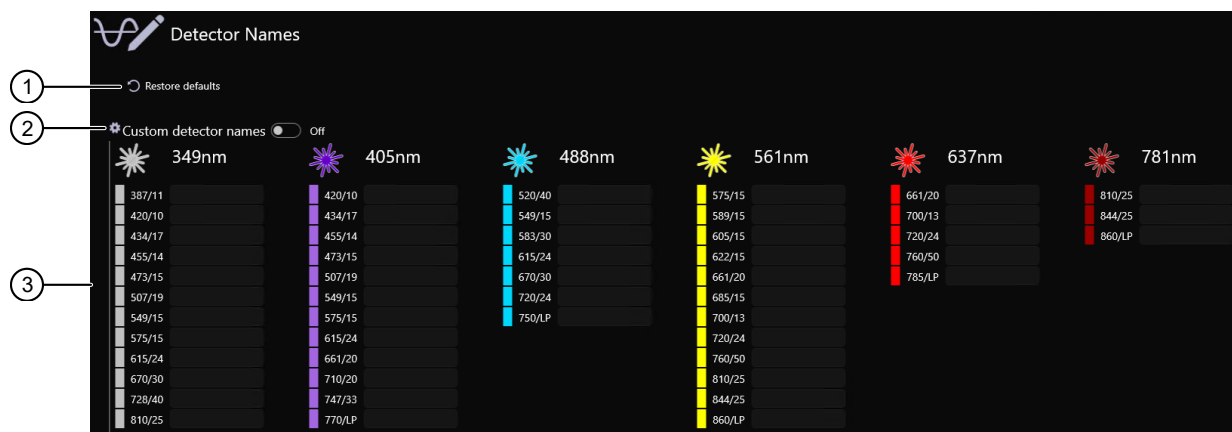 Detector Names
1
Restore defaults
2
Custom detector names Off
349nm 405nm 488nm 561nm 637nm 781nm
387/11 420/10 520/40 575/15 661/20 810/25
420/10 434/17 549/15 589/15 700/13 844/25
434/17 455/14 583/30 605/15 720/24 860/LP
455/14 473/15 615/24 622/15 760/50
3
473/15 507/19 670/30 661/20 785/LP
507/19 549/15 720/24 685/15
549/15 575/15 750/LP 700/13
575/15 615/24 720/24
615/24 661/20 760/50
670/30 710/20 810/25
728/40 747/33 844/25
810/25 770/LP 860/LP